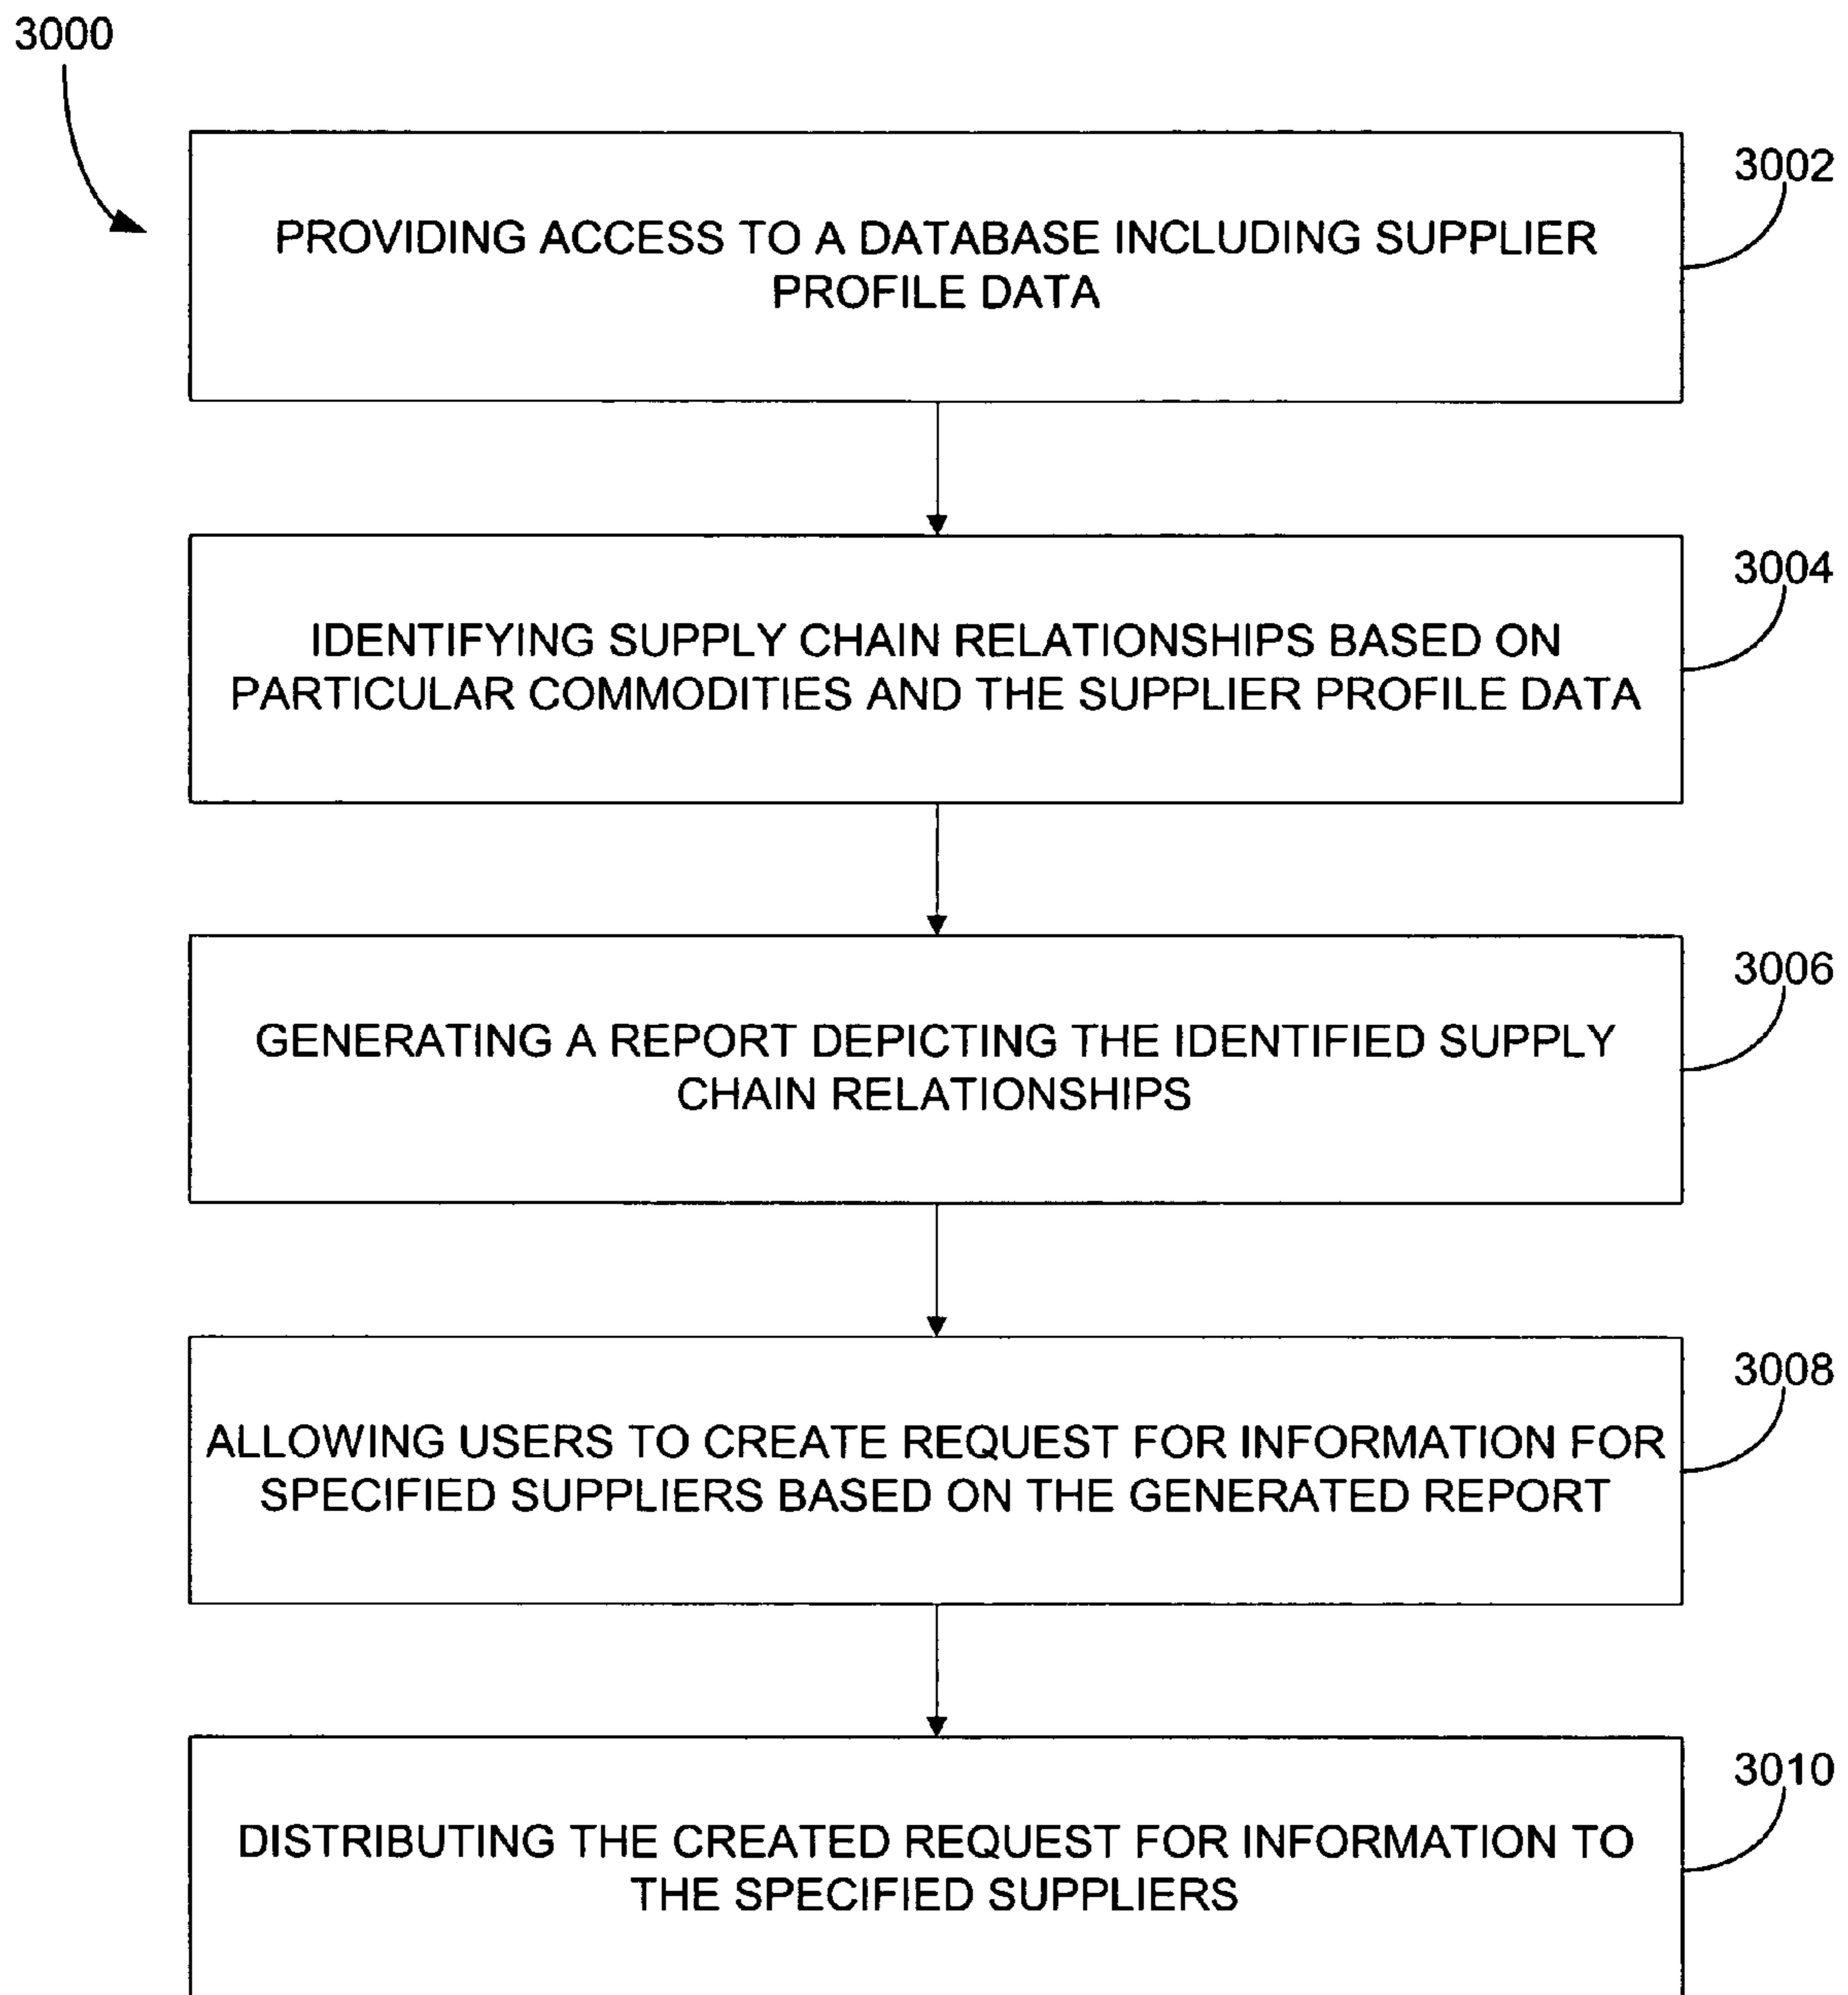 3000
3002
PROVIDING ACCESS TO A DATABASE INCLUDING SUPPLIER
PROFILE DATA
3004
IDENTIFYING SUPPLY CHAIN RELATIONSHIPS BASED ON
PARTICULAR COMMODITIES AND THE SUPPLIER PROFILE DATA
3006
GENERATING A REPORT DEPICTING THE IDENTIFIED SUPPLY
CHAIN RELATIONSHIPS
3008
ALLOWING USERS TO CREATE REQUEST FOR INFORMATION FOR
SPECIFIED SUPPLIERS BASED ON THE GENERATED REPORT
3010
DISTRIBUTING THE CREATED REQUEST FOR INFORMATION TO
THE SPECIFIED SUPPLIERS